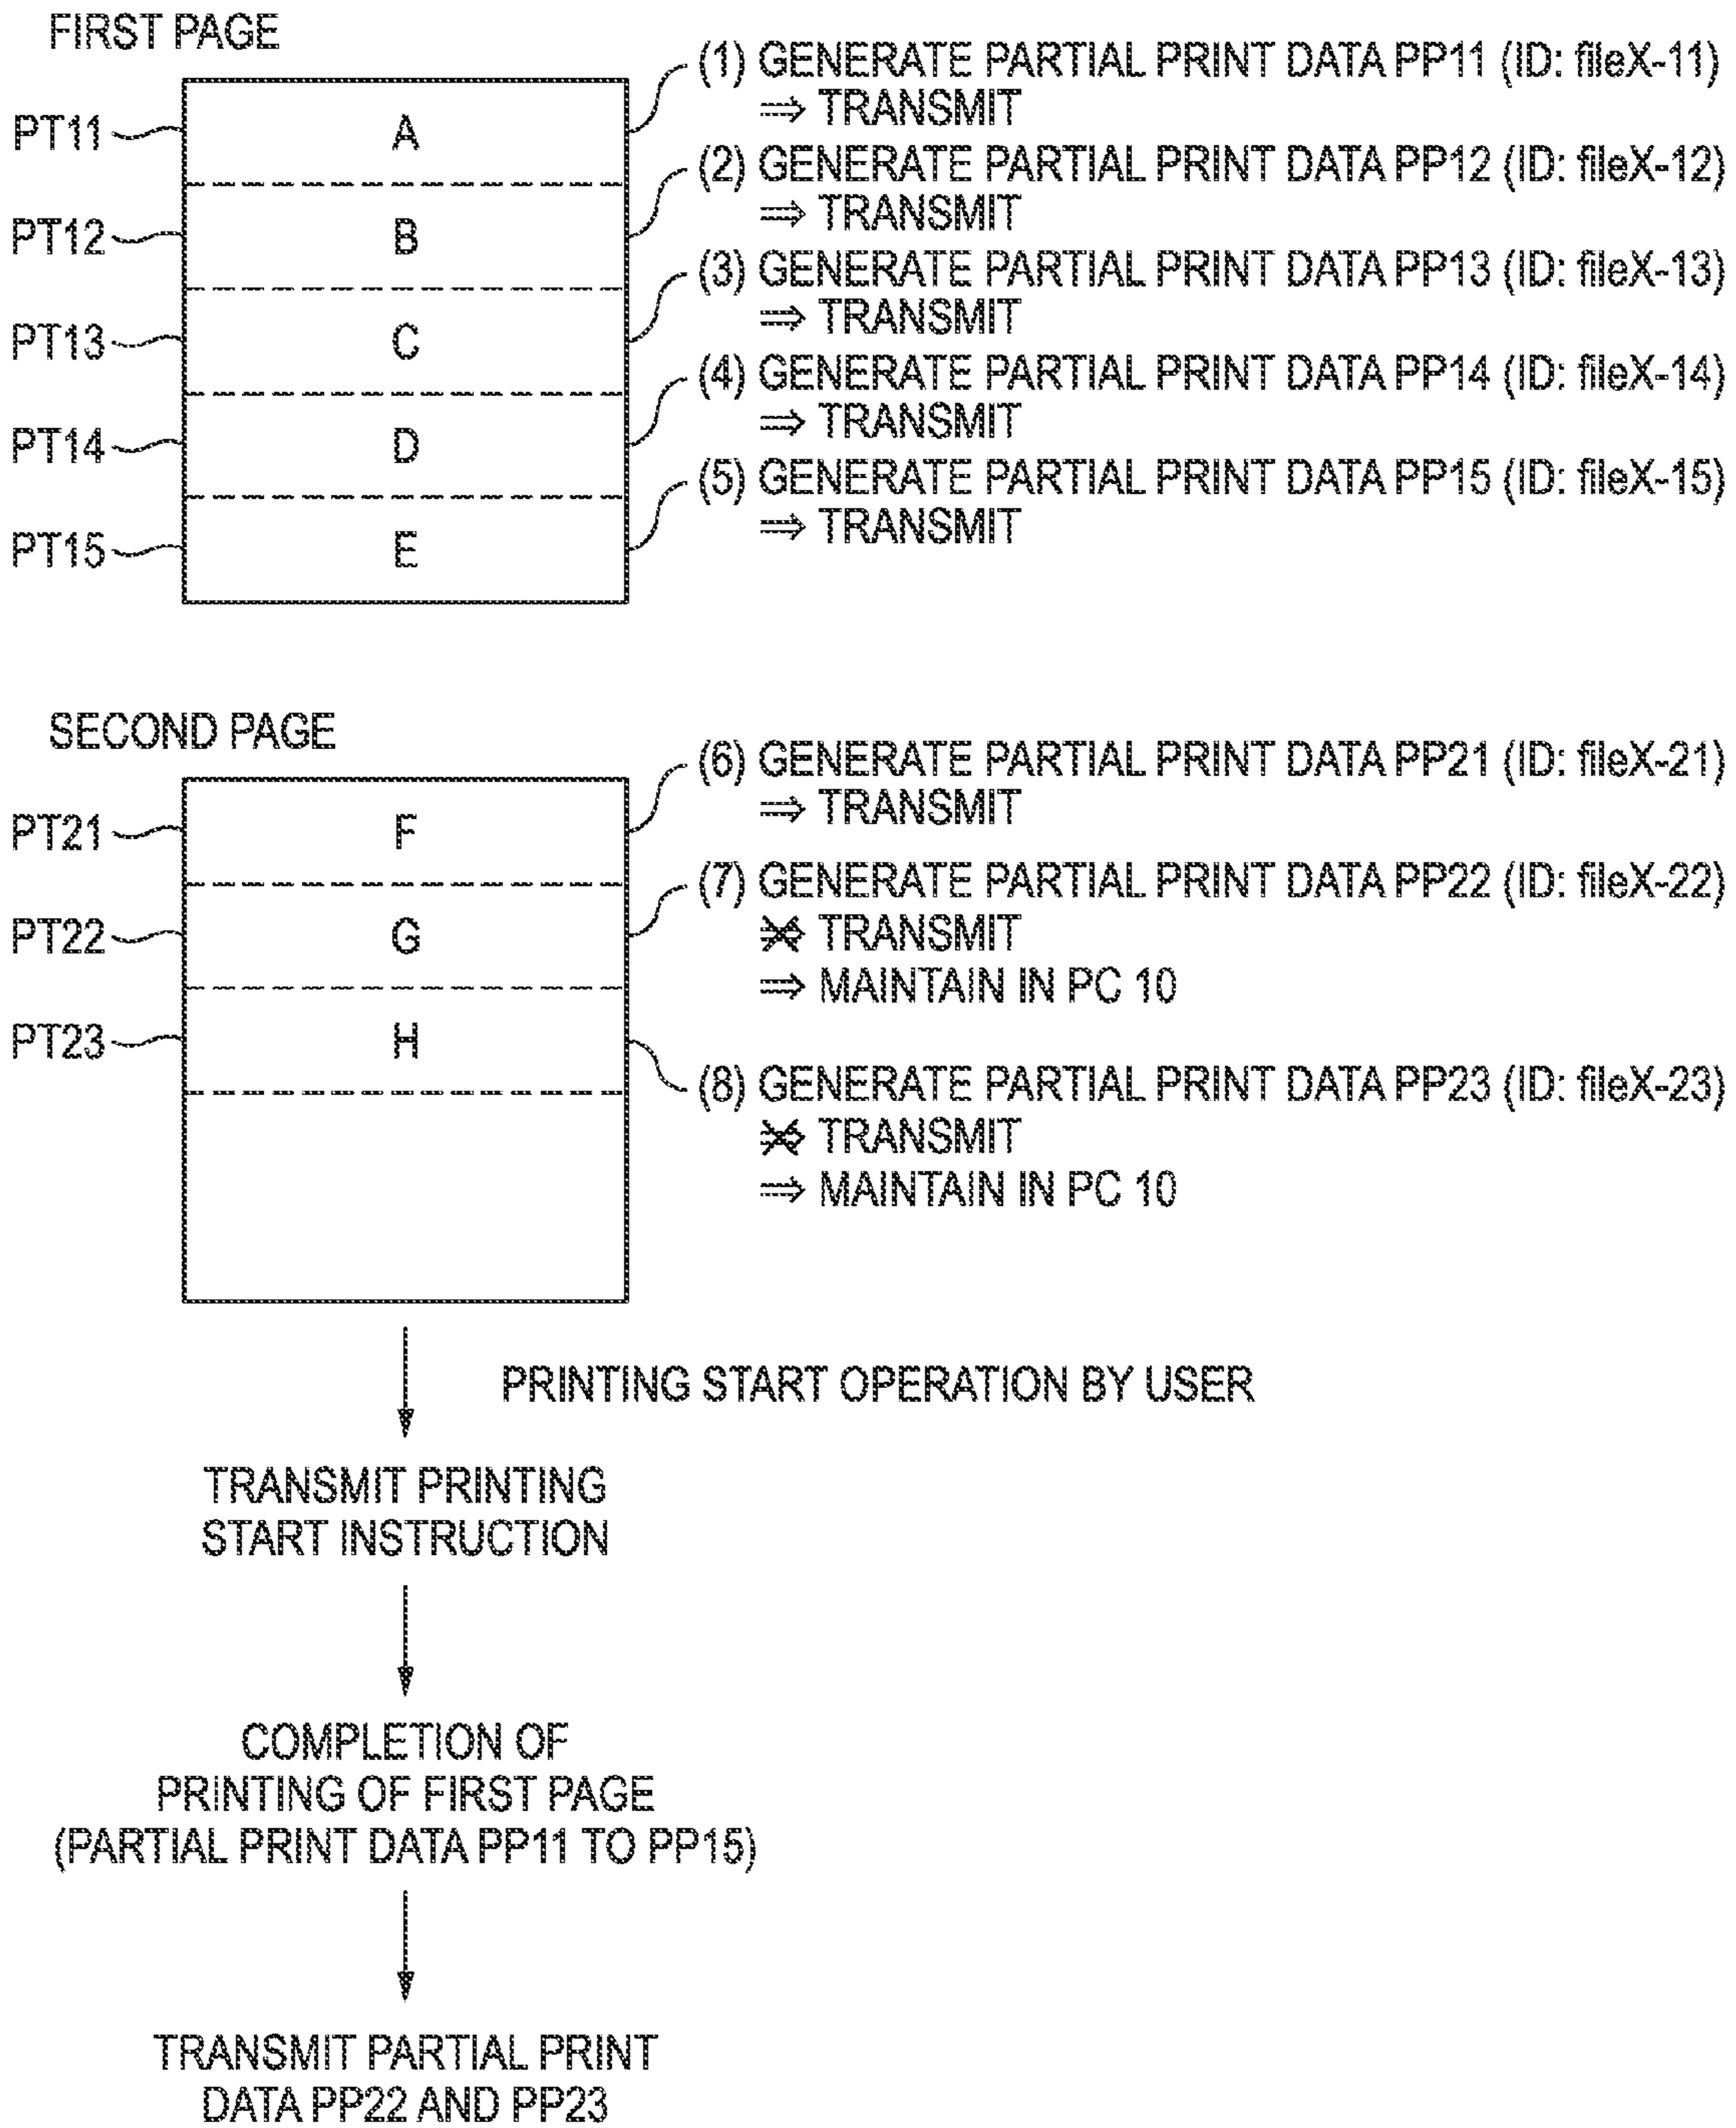 FIRST PAGE
PT11
A
(1) GENERATE PARTIAL PRINT DATA PP11 (ID: fileX-11)
⇒ TRANSMIT
PT12
B
(2) GENERATE PARTIAL PRINT DATA PP12 (ID: fileX-12)
⇒ TRANSMIT
PT13
C
(3) GENERATE PARTIAL PRINT DATA PP13 (ID: fileX-13)
⇒ TRANSMIT
PT14
D
(4) GENERATE PARTIAL PRINT DATA PP14 (ID: fileX-14)
⇒ TRANSMIT
PT15
E
(5) GENERATE PARTIAL PRINT DATA PP15 (ID: fileX-15)
⇒ TRANSMIT
SECOND PAGE
PT21
F
(6) GENERATE PARTIAL PRINT DATA PP21 (ID: fileX-21)
⇒ TRANSMIT
PT22
G
(7) GENERATE PARTIAL PRINT DATA PP22 (ID: fileX-22)
⇏ TRANSMIT
⇒ MAINTAIN IN PC 10
PT23
H
(8) GENERATE PARTIAL PRINT DATA PP23 (ID: fileX-23)
⇏ TRANSMIT
⇒ MAINTAIN IN PC 10
PRINTING START OPERATION BY USER
TRANSMIT PRINTING
START INSTRUCTION
COMPLETION OF
PRINTING OF FIRST PAGE
(PARTIAL PRINT DATA PP11 TO PP15)
TRANSMIT PARTIAL PRINT
DATA PP22 AND PP23